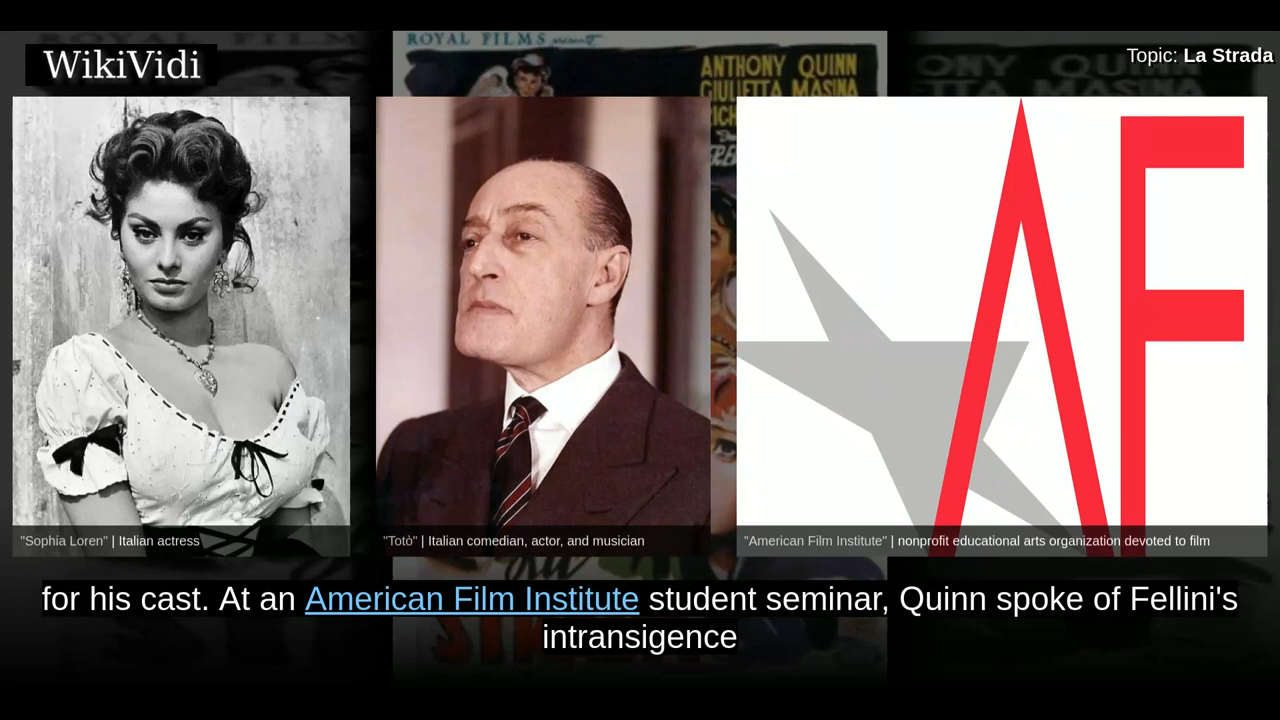 ROYAL FILMS presents
WikiVidi
Topic: La Strada
ANTHONY QUINN
GIULIETTA MASINA
"Sophia Loren" | Italian actress
"Totò" | Italian comedian, actor, and musician
AF
"American Film Institute" | nonprofit educational arts organization devoted to film
for his cast. At an American Film Institute student seminar, Quinn spoke of Fellini's
intransigence